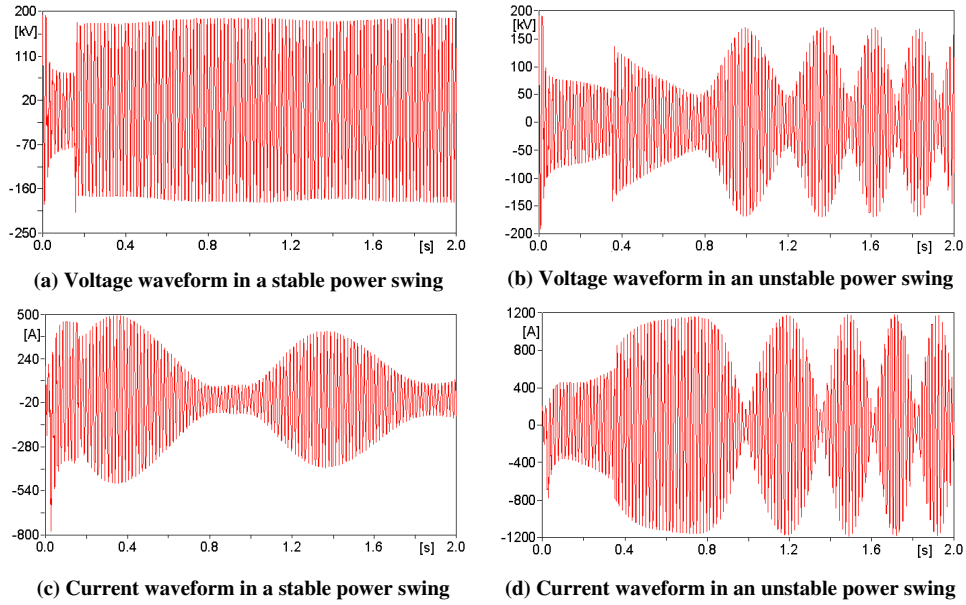 200
[kV]
110
20
-70
-160
-250
0.0 0.4 0.8 1.2 1.6 [s] 2.0
(a) Voltage waveform in a stable power swing
200
[kV]
150
100
50
0
-50
-100
-150
-200
0.0 0.4 0.8 1.2 1.6 [s] 2.0
(b) Voltage waveform in an unstable power swing
500
[A]
240
-20
-280
-540
-800
0.0 0.4 0.8 1.2 1.6 [s] 2.0
(c) Current waveform in a stable power swing
1200
[A]
800
400
0
-400
-800
-1200
0.0 0.4 0.8 1.2 1.6 [s] 2.0
(d) Current waveform in an unstable power swing